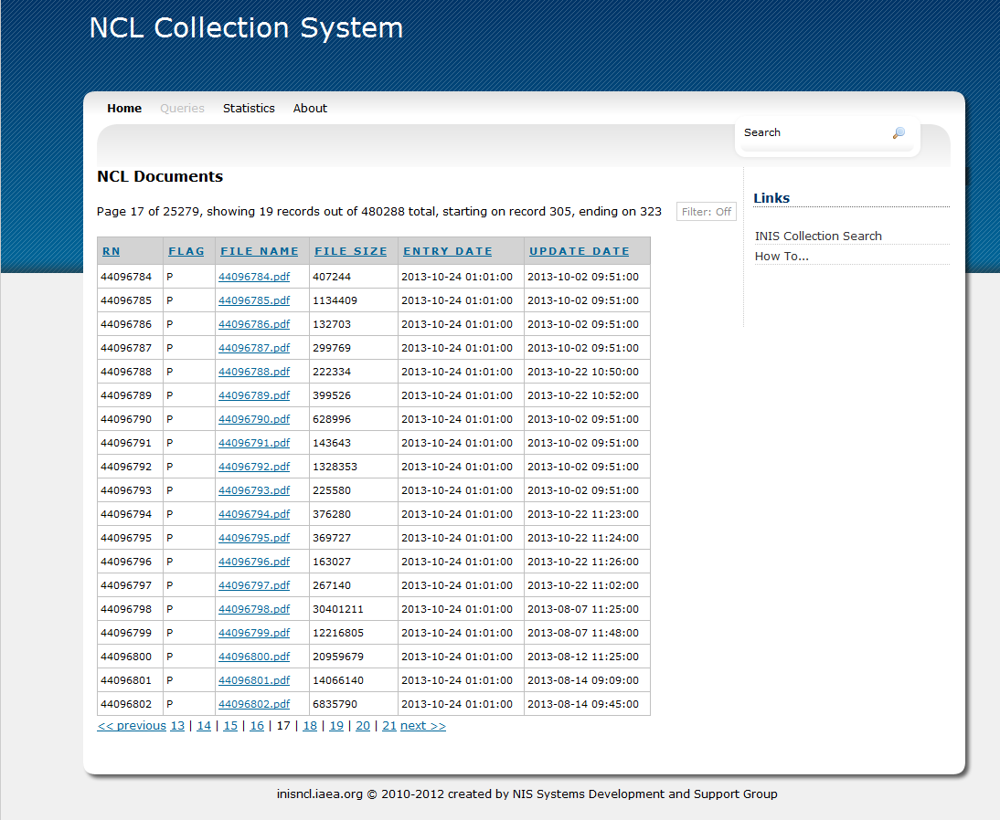 NCL Collection System
Home Queries Statistics About
Search
NCL Documents
Page 17 of 25279, showing 19 records out of 480288 total, starting on record 305, ending on 323 Filter: Off
RN FLAG FILE NAME FILE SIZE ENTRY DATE UPDATE DATE
44096784 P 44096784.pdf 407244 2013-10-24 01:01:00 2013-10-02 09:51:00
44096785 P 44096785.pdf 1134409 2013-10-24 01:01:00 2013-10-02 09:51:00
44096786 P 44096786.pdf 132703 2013-10-24 01:01:00 2013-10-02 09:51:00
44096787 P 44096787.pdf 299769 2013-10-24 01:01:00 2013-10-02 09:51:00
44096788 P 44096788.pdf 222334 2013-10-24 01:01:00 2013-10-22 10:50:00
44096789 P 44096789.pdf 399526 2013-10-24 01:01:00 2013-10-22 10:52:00
44096790 P 44096790.pdf 628996 2013-10-24 01:01:00 2013-10-02 09:51:00
44096791 P 44096791.pdf 143643 2013-10-24 01:01:00 2013-10-02 09:51:00
44096792 P 44096792.pdf 1328353 2013-10-24 01:01:00 2013-10-02 09:51:00
44096793 P 44096793.pdf 225580 2013-10-24 01:01:00 2013-10-02 09:51:00
44096794 P 44096794.pdf 376280 2013-10-24 01:01:00 2013-10-22 11:23:00
44096795 P 44096795.pdf 369727 2013-10-24 01:01:00 2013-10-22 11:24:00
44096796 P 44096796.pdf 163027 2013-10-24 01:01:00 2013-10-22 11:26:00
44096797 P 44096797.pdf 267140 2013-10-24 01:01:00 2013-10-22 11:02:00
44096798 P 44096798.pdf 30401211 2013-10-24 01:01:00 2013-08-07 11:25:00
44096799 P 44096799.pdf 12216805 2013-10-24 01:01:00 2013-08-07 11:48:00
44096800 P 44096800.pdf 20959679 2013-10-24 01:01:00 2013-08-12 11:25:00
44096801 P 44096801.pdf 14066140 2013-10-24 01:01:00 2013-08-14 09:09:00
44096802 P 44096802.pdf 6835790 2013-10-24 01:01:00 2013-08-14 09:45:00
<< previous 13 | 14 | 15 | 16 | 17 | 18 | 19 | 20 | 21 next >>
Links
INIS Collection Search
How To...
inisncl.iaea.org © 2010-2012 created by NIS Systems Development and Support Group